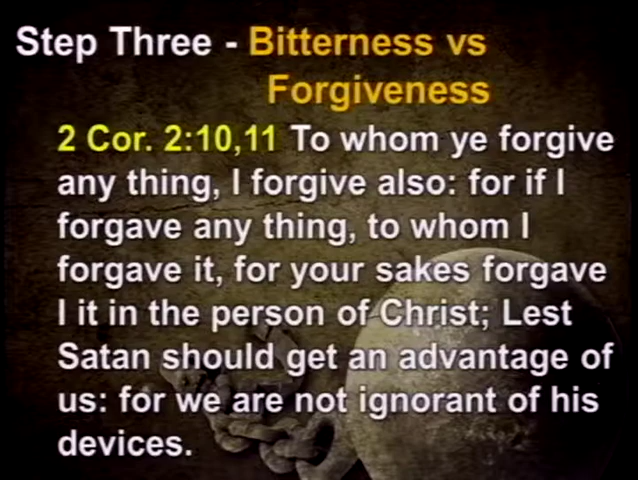 Step Three - Bitterness vs
Forgiveness
2 Cor. 2:10,11 To whom ye forgive
any thing, I forgive also: for if I
forgave any thing, to whom I
forgave it, for your sakes forgave
I it in the person of Christ; Lest
Satan should get an advantage of
us: for we are not ignorant of his
devices.